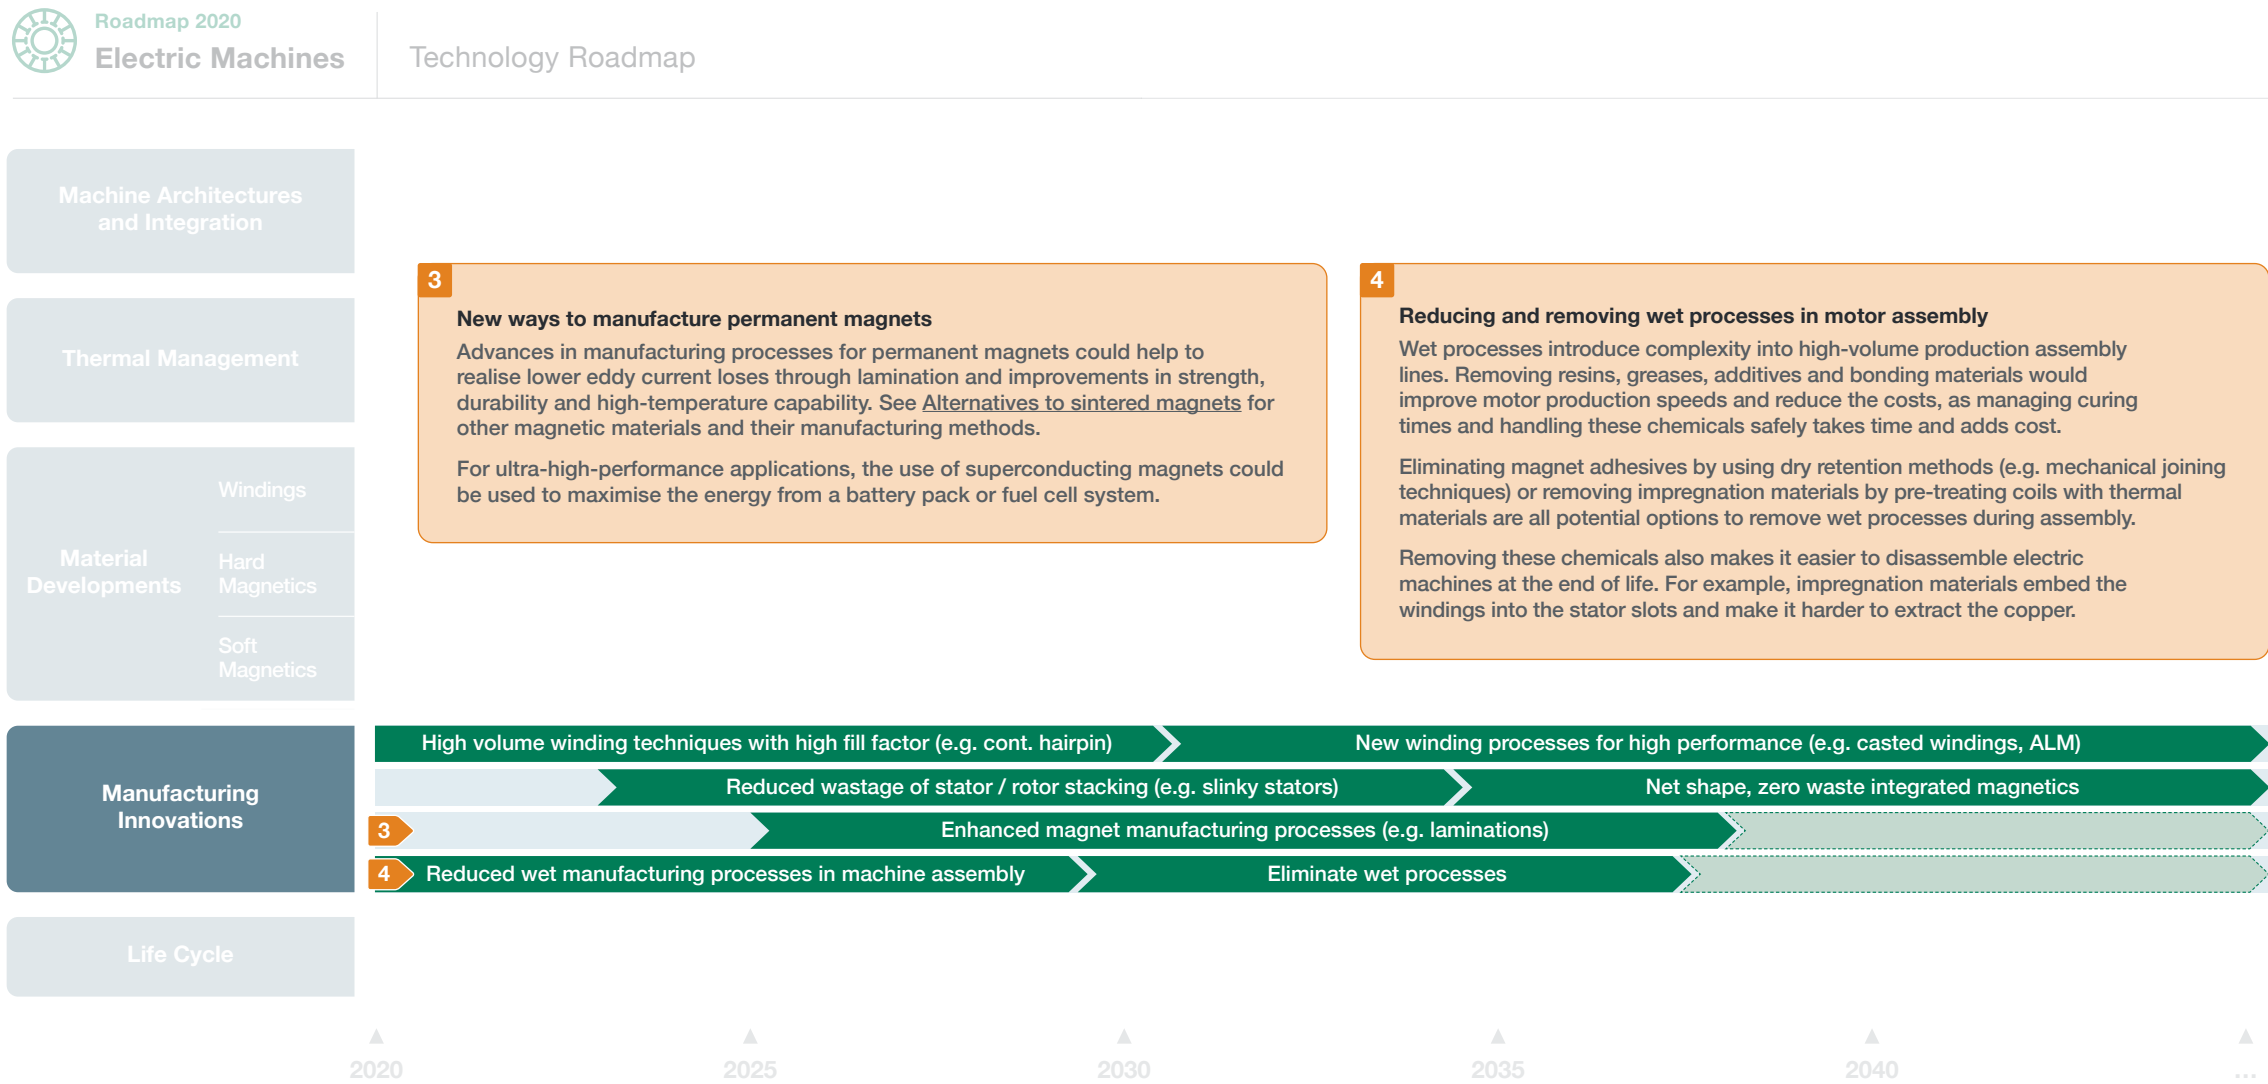 Roadmap 2020
Electric Machines
Technology Roadmap
Machine Architectures
and Integration
Thermal Management
Material
Developments
Windings
Hard
Magnetics
Soft
Magnetics
3
New ways to manufacture permanent magnets
Advances in manufacturing processes for permanent magnets could help to
realise lower eddy current loses through lamination and improvements in strength,
durability and high-temperature capability. See Alternatives to sintered magnets for
other magnetic materials and their manufacturing methods.
For ultra-high-performance applications, the use of superconducting magnets could
be used to maximise the energy from a battery pack or fuel cell system.
4
Reducing and removing wet processes in motor assembly
Wet processes introduce complexity into high-volume production assembly
lines. Removing resins, greases, additives and bonding materials would
improve motor production speeds and reduce the costs, as managing curing
times and handling these chemicals safely takes time and adds cost.
Eliminating magnet adhesives by using dry retention methods (e.g. mechanical joining
techniques) or removing impregnation materials by pre-treating coils with thermal
materials are all potential options to remove wet processes during assembly.
Removing these chemicals also makes it easier to disassemble electric
machines at the end of life. For example, impregnation materials embed the
windings into the stator slots and make it harder to extract the copper.
Manufacturing
Innovations
High volume winding techniques with high fill factor (e.g. cont. hairpin)
New winding processes for high performance (e.g. casted windings, ALM)
Reduced wastage of stator / rotor stacking (e.g. slinky stators)
Net shape, zero waste integrated magnetics
3
Enhanced magnet manufacturing processes (e.g. laminations)
4
Reduced wet manufacturing processes in machine assembly
Eliminate wet processes
Life Cycle
2020
2025
2030
2035
2040
...